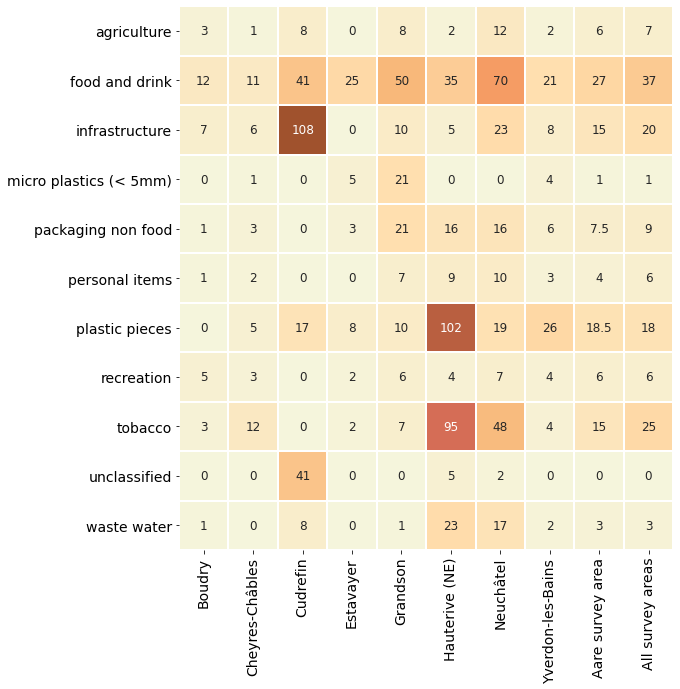 agriculture 3 1 8 0 8 2 12 2 6 7
food and drink 12 11 41 25 50 35 70 21 27 37
infrastructure 7 6 108 0 10 5 23 8 15 20
micro plastics (< 5mm) 0 1 0 5 21 0 0 4 1 1
packaging non food 1 3 0 3 21 16 16 6 7.5 9
personal items 1 2 0 0 7 9 10 3 4 6
plastic pieces 0 5 17 8 10 102 19 26 18.5 18
recreation 5 3 0 2 6 4 7 4 6 6
tobacco 3 12 0 2 7 95 48 4 15 25
unclassified 0 0 41 0 0 5 2 0 0 0
waste water 1 0 8 0 1 23 17 2 3 3
Boudry
Cheyres-Châbles
Cudrefin
Estavayer
Grandson
Hauterive (NE)
Neuchâtel
Yverdon-les-Bains
Aare survey area
All survey areas